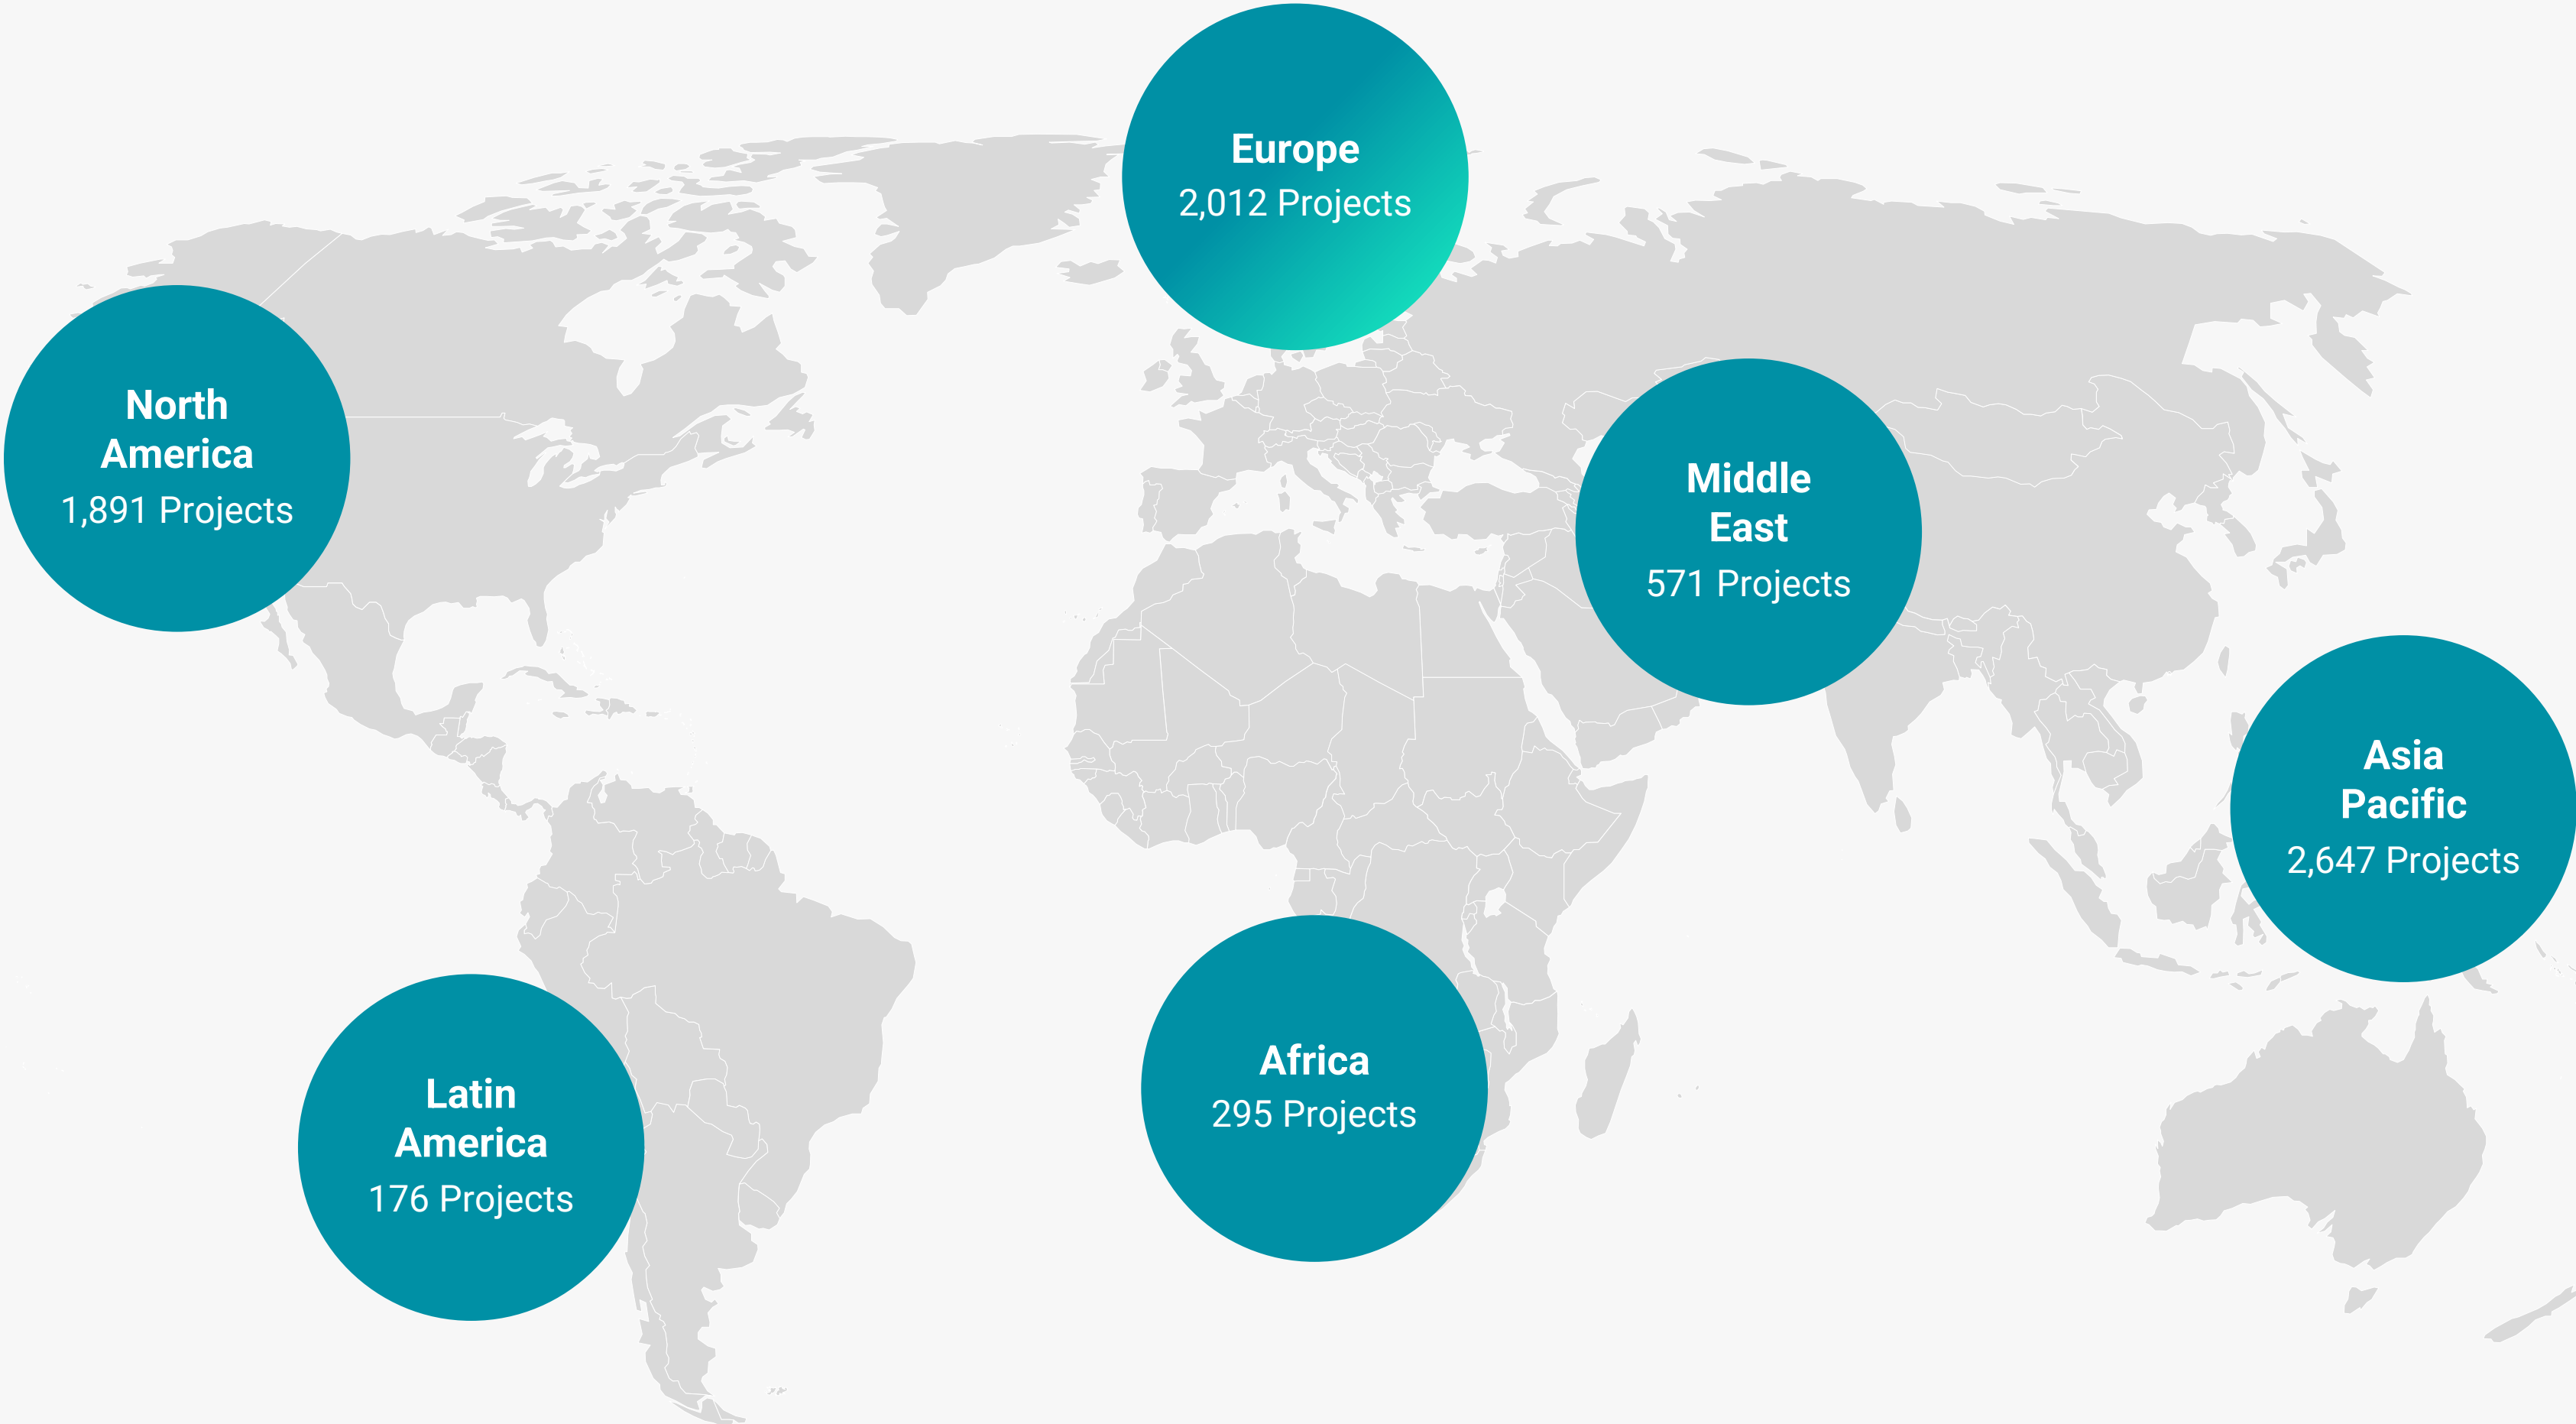 Europe
2,012 Projects
North
America
1,891 Projects
Middle
East
571 Projects
Asia
Pacific
2,647 Projects
Latin
America
176 Projects
Africa
295 Projects